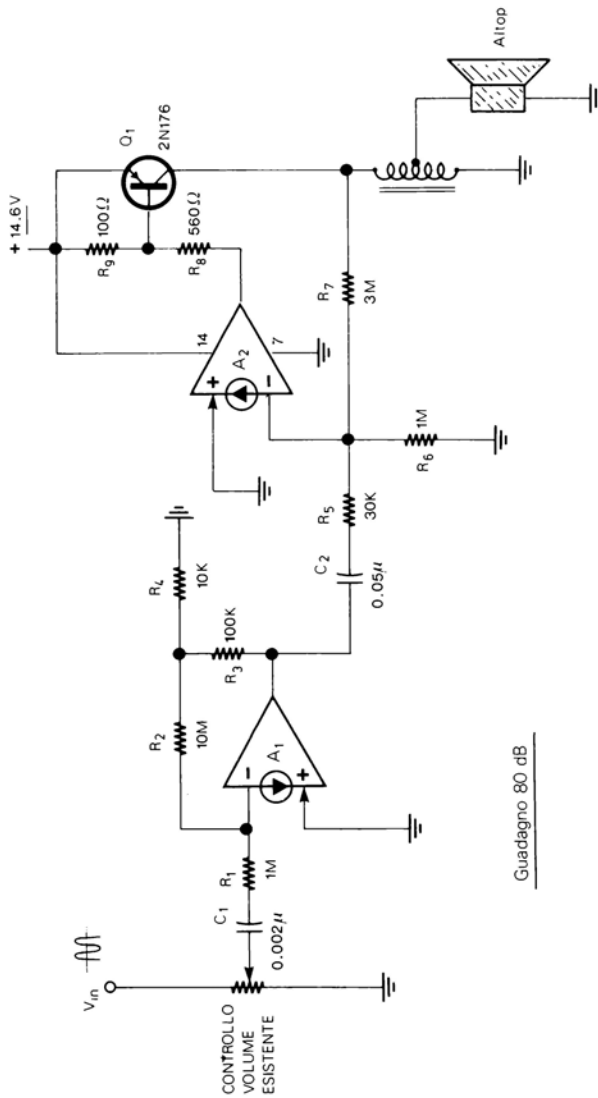 Vin
CONTROLLO
VOLUME
ESISTENTE
C1
0.002µ
R1
1M
R2
10M
R3
100K
R4
10K
A1
−
+
C2
0.05µ
R5
30K
R6
1M
R7
3M
A2
+
−
14
7
+ 14.6V
R9
100Ω
R8
560Ω
Q1
2N176
Altop
Guadagno 80 dB